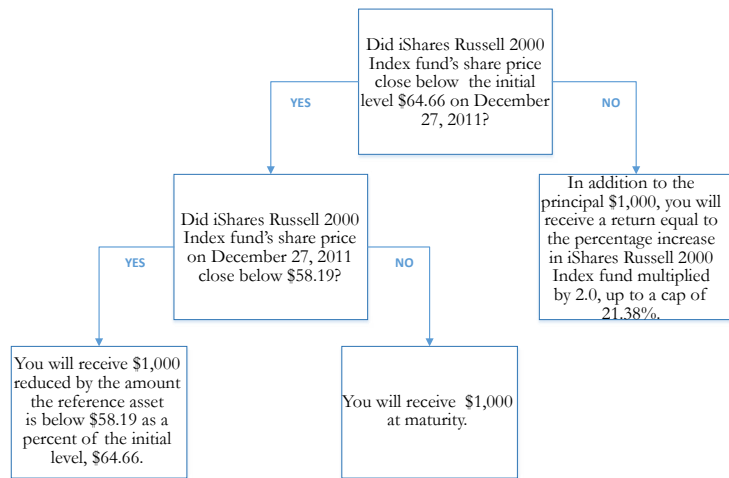 Did iShares Russell 2000
Index fund's share price
close below the initial
level $64.66 on December
27, 2011?
YES
NO
Did iShares Russell 2000
Index fund's share price
on December 27, 2011
close below $58.19?
In addition to the
principal $1,000, you will
receive a return equal to
the percentage increase
in iShares Russell 2000
Index fund multiplied
by 2.0, up to a cap of
21.38%.
YES
NO
You will receive $1,000
reduced by the amount
the reference asset
is below $58.19 as a
percent of the initial
level, $64.66.
You will receive $1,000
at maturity.